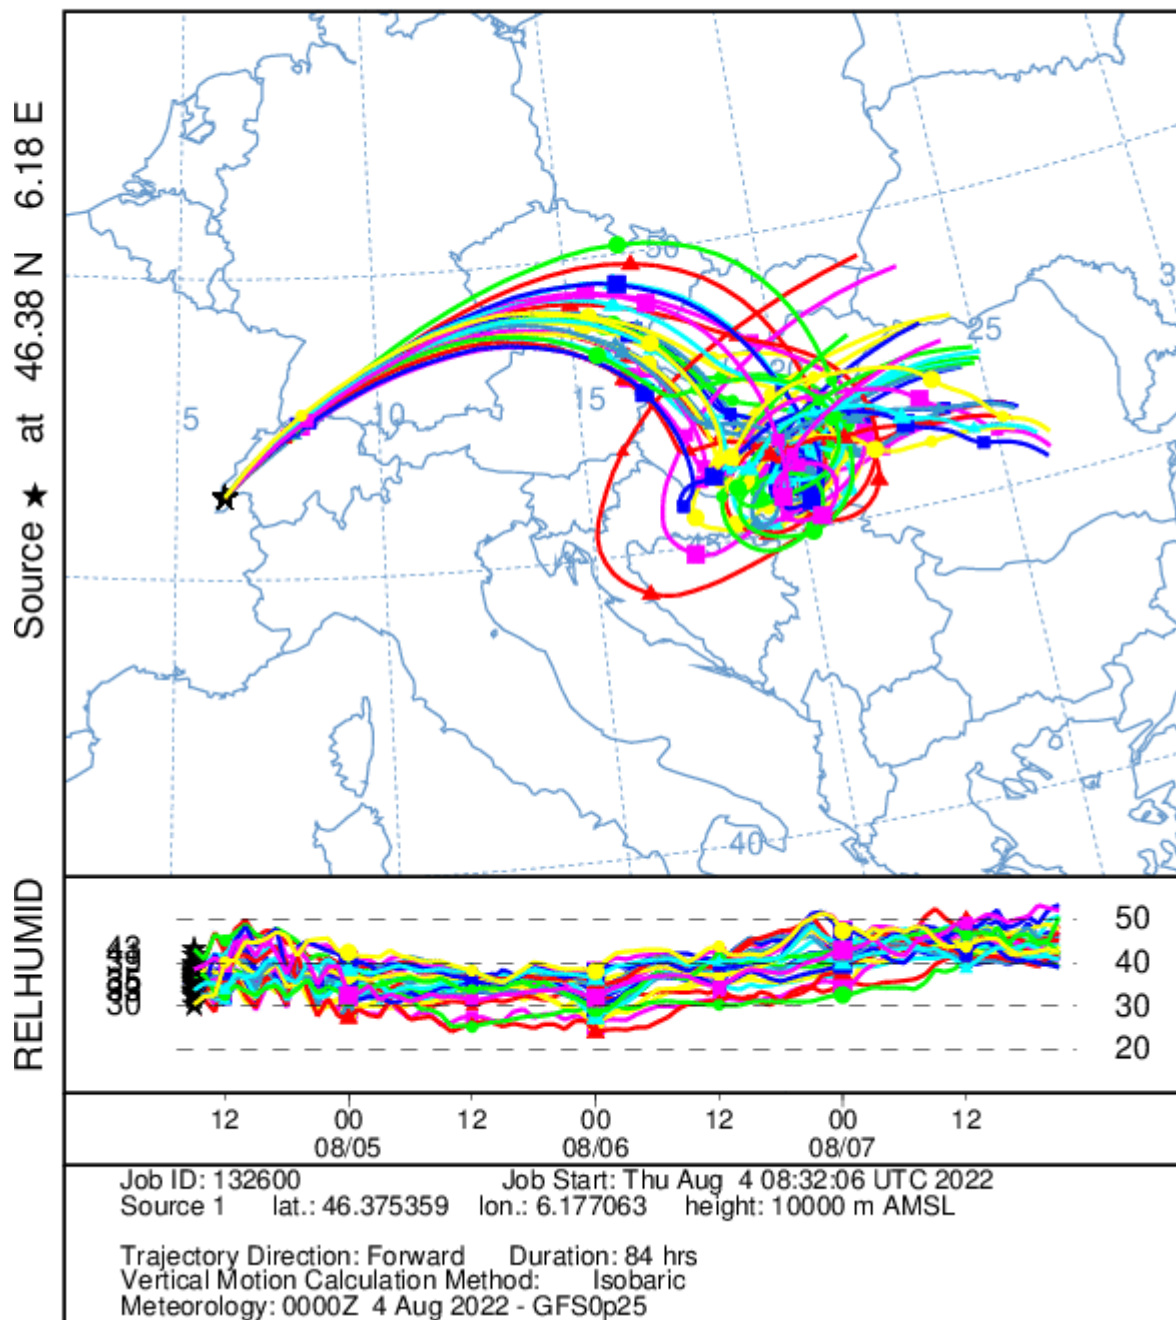 Source ★ at 46.38 N 6.18 E
50
5
10
15
20
25
45
40
RELHUMID
43
30
50
40
30
20
12 00 12 00 12 00 12
08/05 08/06 08/07
Job ID: 132600 Job Start: Thu Aug 4 08:32:06 UTC 2022
Source 1 lat.: 46.375359 lon.: 6.177063 height: 10000 m AMSL
Trajectory Direction: Forward Duration: 84 hrs
Vertical Motion Calculation Method: Isobaric
Meteorology: 0000Z 4 Aug 2022 - GFS0p25